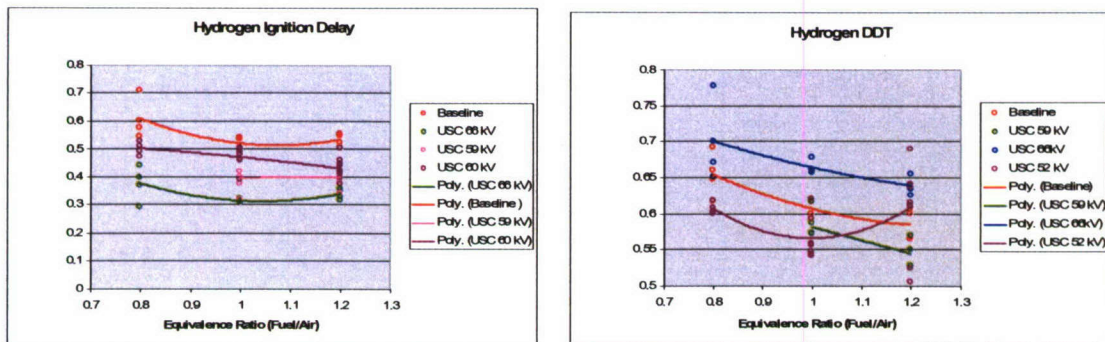 Hydrogen Ignition Delay
0.8
0.7
0.6
0.5
0.4
0.3
0.2
0.1
0
0.7 0.8 0.9 1 1.1 1.2 1.3
Equivalence Ratio (Fuel/Air)
Baseline
USC 66 kV
USC 59 kV
USC 60 kV
Poly. (USC 66 kV)
Poly. (Baseline )
Poly. (USC 59 kV)
Poly. (USC 60 kV)
Hydrogen DDT
0.8
0.75
0.7
0.65
0.6
0.55
0.5
0.7 0.8 0.9 1 1.1 1.2 1.3
Equivalence Ratio (Fuel/Air)
Baseline
USC 59 kV
USC 66kV
USC 52 kV
Poly. (Baseline)
Poly. (USC 59 kV)
Poly. (USC 66kV)
Poly. (USC 52 kV)